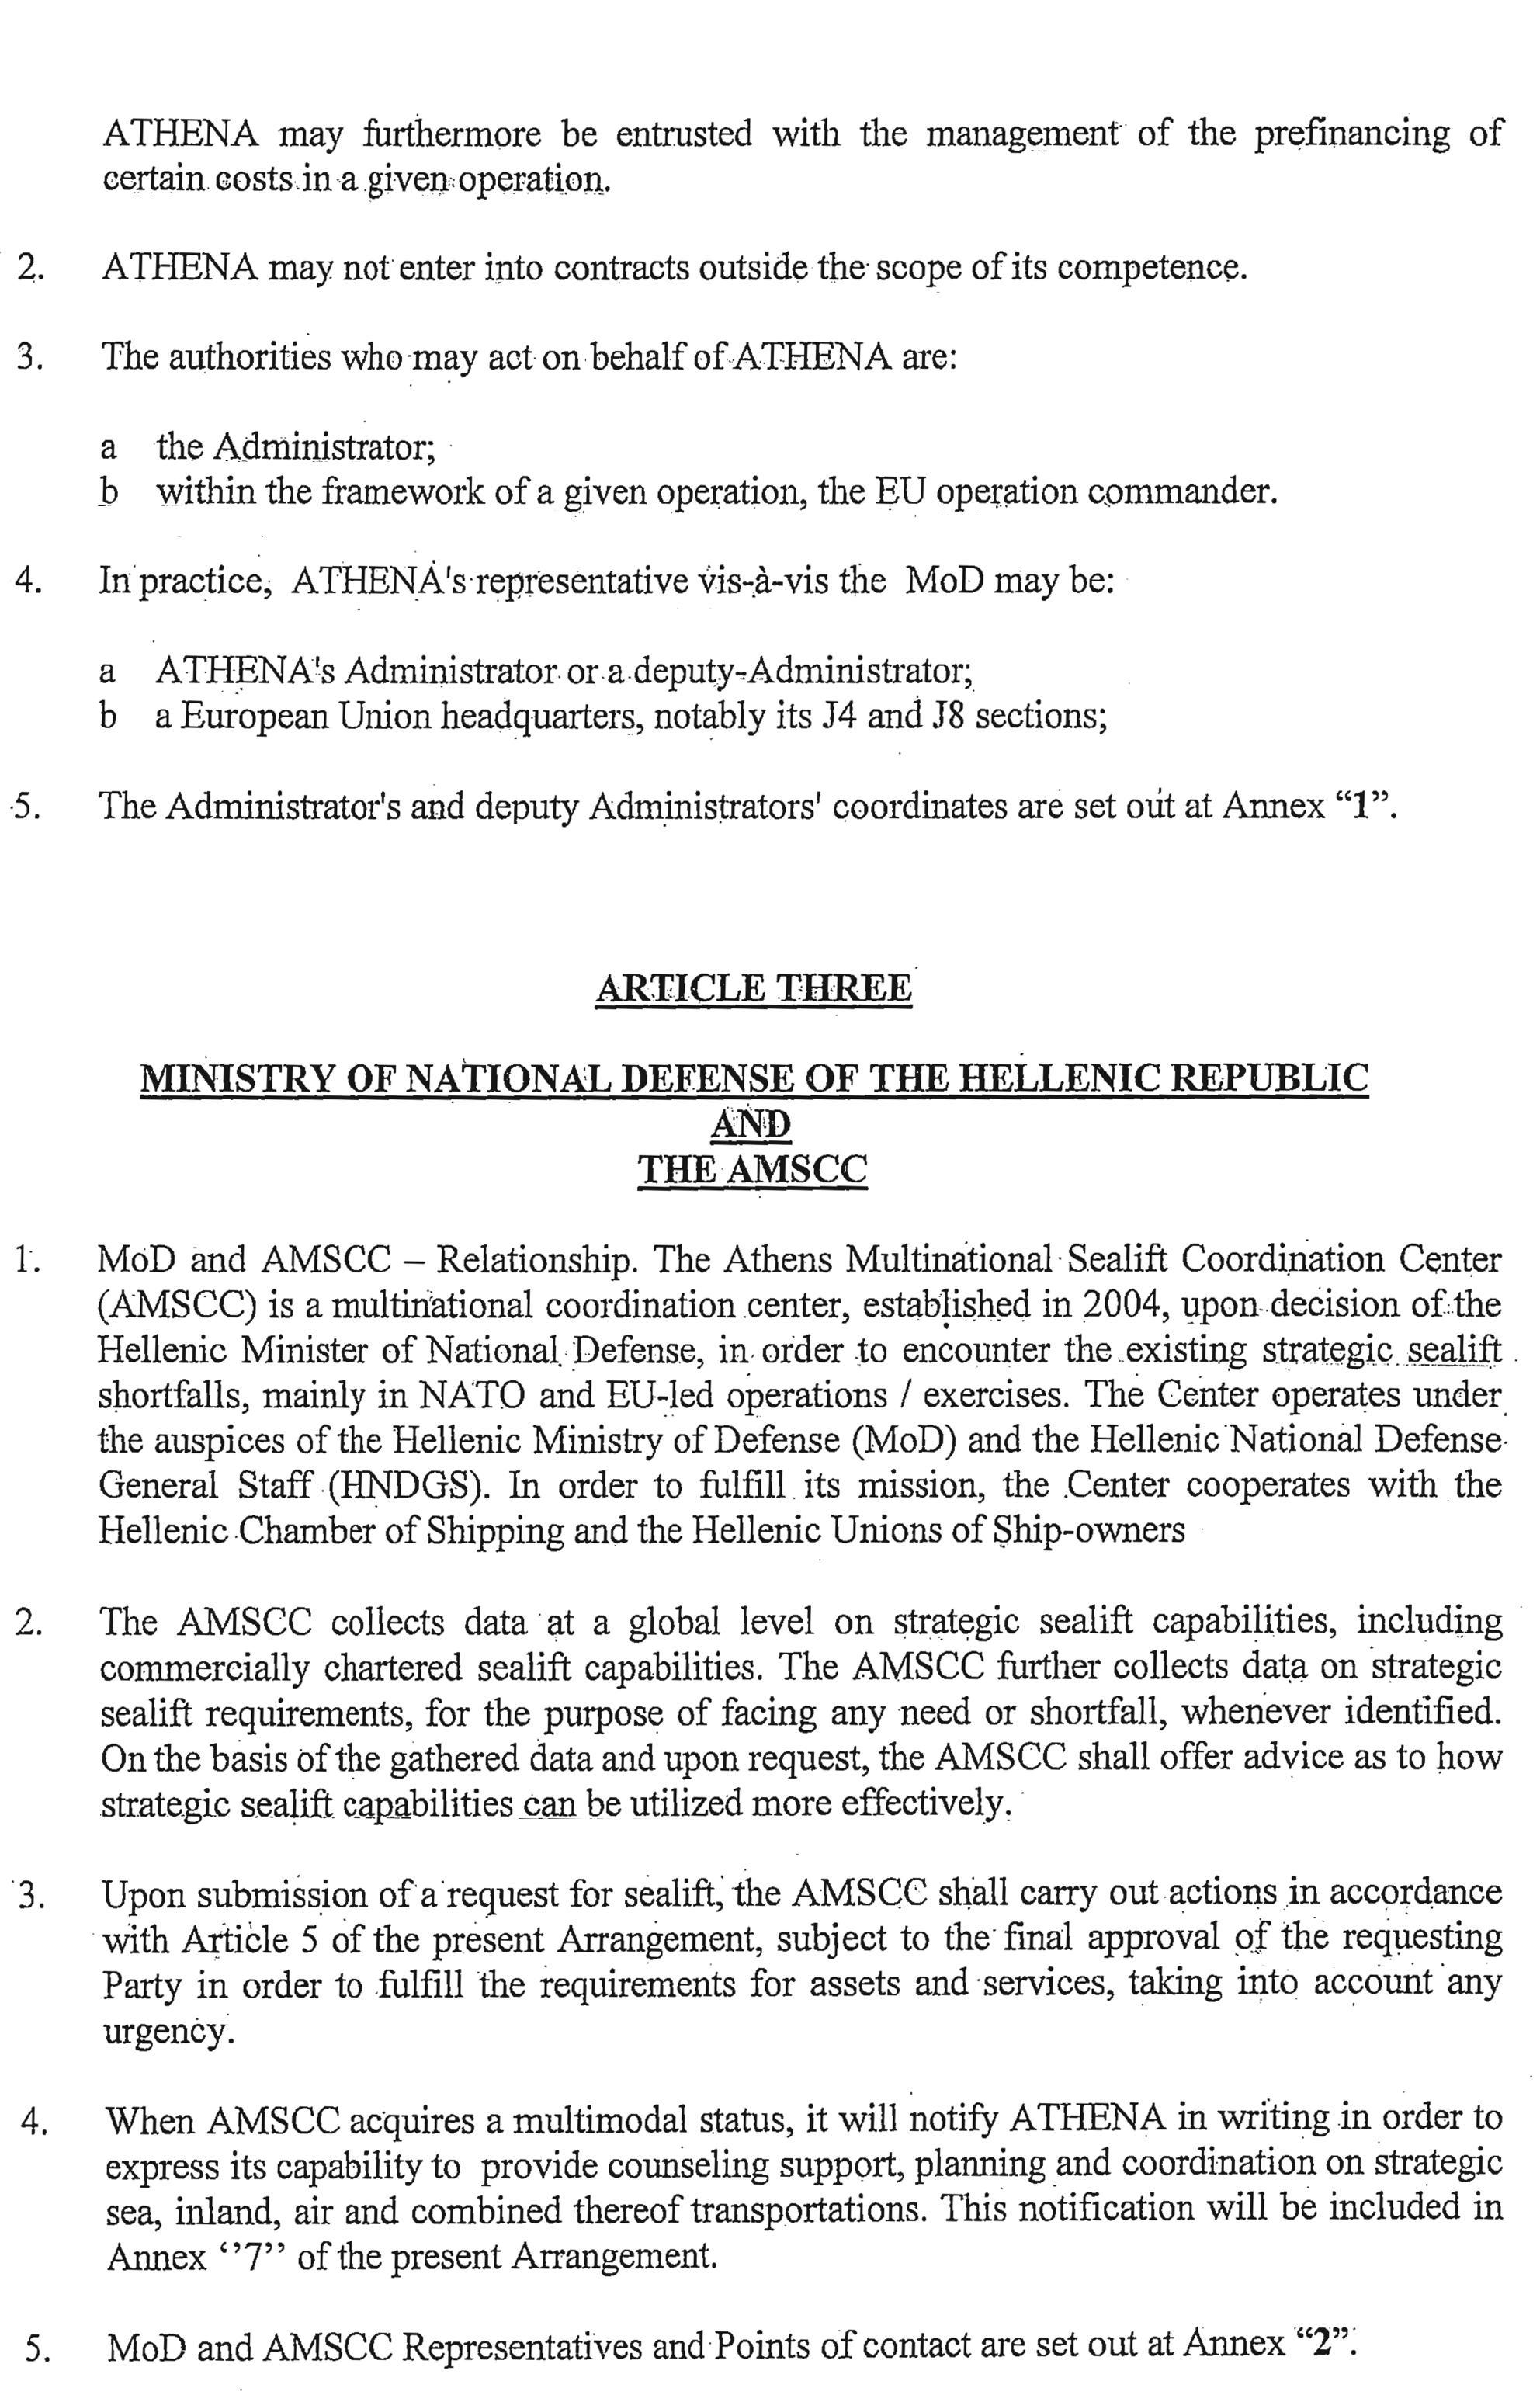 ATHENA may furthermore be entrusted with the management of the prefinancing of
certain costs in a given operation.
2. ATHENA may not enter into contracts outside the scope of its competence.
3. The authorities who may act on behalf of ATHENA are:
a the Administrator;
b within the framework of a given operation, the EU operation commander.
4. In practice, ATHENA's representative vis-à-vis the MoD may be:
a ATHENA's Administrator or a deputy-Administrator;
b a European Union headquarters, notably its J4 and J8 sections;
5. The Administrator's and deputy Administrators' coordinates are set out at Annex “1”.
ARTICLE THREE
MINISTRY OF NATIONAL DEFENSE OF THE HELLENIC REPUBLIC
AND
THE AMSCC
1. MoD and AMSCC – Relationship. The Athens Multinational Sealift Coordination Center
(AMSCC) is a multinational coordination center, established in 2004, upon decision of the
Hellenic Minister of National Defense, in order to encounter the existing strategic sealift
shortfalls, mainly in NATO and EU-led operations / exercises. The Center operates under
the auspices of the Hellenic Ministry of Defense (MoD) and the Hellenic National Defense
General Staff (HNDGS). In order to fulfill its mission, the Center cooperates with the
Hellenic Chamber of Shipping and the Hellenic Unions of Ship-owners
2. The AMSCC collects data at a global level on strategic sealift capabilities, including
commercially chartered sealift capabilities. The AMSCC further collects data on strategic
sealift requirements, for the purpose of facing any need or shortfall, whenever identified.
On the basis of the gathered data and upon request, the AMSCC shall offer advice as to how
strategic sealift capabilities can be utilized more effectively.
3. Upon submission of a request for sealift, the AMSCC shall carry out actions in accordance
with Article 5 of the present Arrangement, subject to the final approval of the requesting
Party in order to fulfill the requirements for assets and services, taking into account any
urgency.
4. When AMSCC acquires a multimodal status, it will notify ATHENA in writing in order to
express its capability to provide counseling support, planning and coordination on strategic
sea, inland, air and combined thereof transportations. This notification will be included in
Annex ‘’7’’ of the present Arrangement.
5. MoD and AMSCC Representatives and Points of contact are set out at Annex “2”.